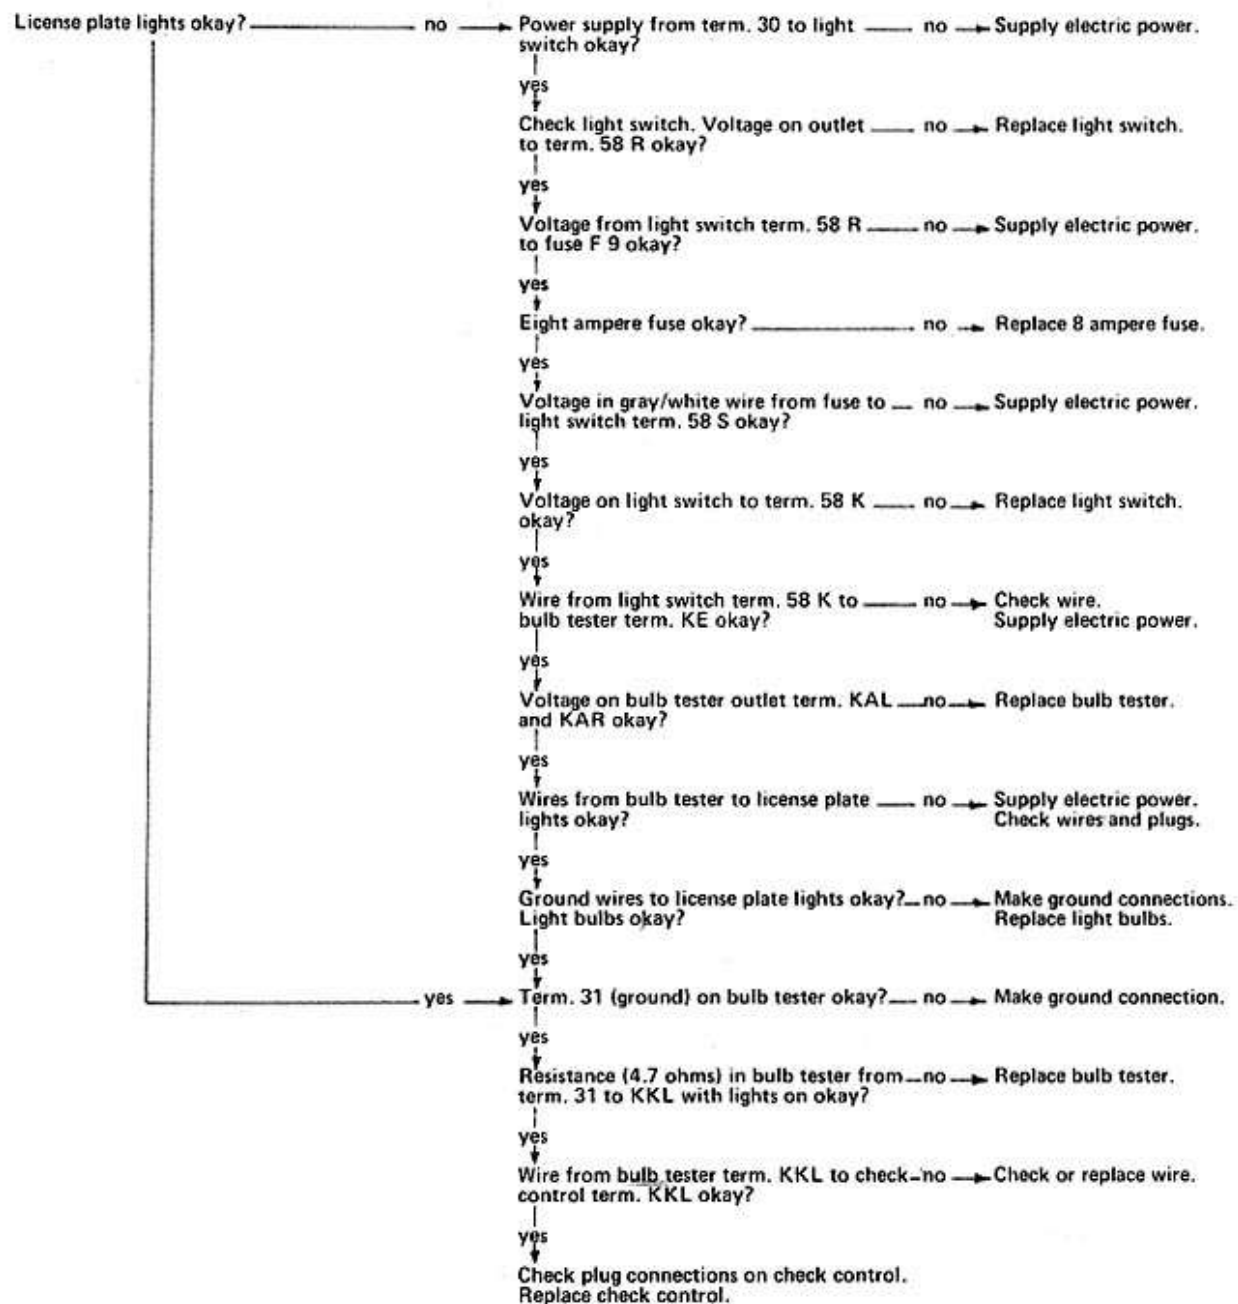 License plate lights okay? no Power supply from term. 30 to light no Supply electric power.
switch okay?
yes
Check light switch. Voltage on outlet no Replace light switch.
to term. 58 R okay?
yes
Voltage from light switch term. 58 R no Supply electric power.
to fuse F 9 okay?
yes
Eight ampere fuse okay? no Replace 8 ampere fuse.
yes
Voltage in gray/white wire from fuse to no Supply electric power.
light switch term. 58 S okay?
yes
Voltage on light switch to term. 58 K no Replace light switch.
okay?
yes
Wire from light switch term. 58 K to no Check wire.
bulb tester term. KE okay? Supply electric power.
yes
Voltage on bulb tester outlet term. KAL no Replace bulb tester.
and KAR okay?
yes
Wires from bulb tester to license plate no Supply electric power.
lights okay? Check wires and plugs.
yes
Ground wires to license plate lights okay? no Make ground connections.
Light bulbs okay? Replace light bulbs.
yes
yes Term. 31 (ground) on bulb tester okay? no Make ground connection.
yes
Resistance (4.7 ohms) in bulb tester from no Replace bulb tester.
term. 31 to KKL with lights on okay?
yes
Wire from bulb tester term. KKL to check no Check or replace wire.
control term. KKL okay?
yes
Check plug connections on check control.
Replace check control.